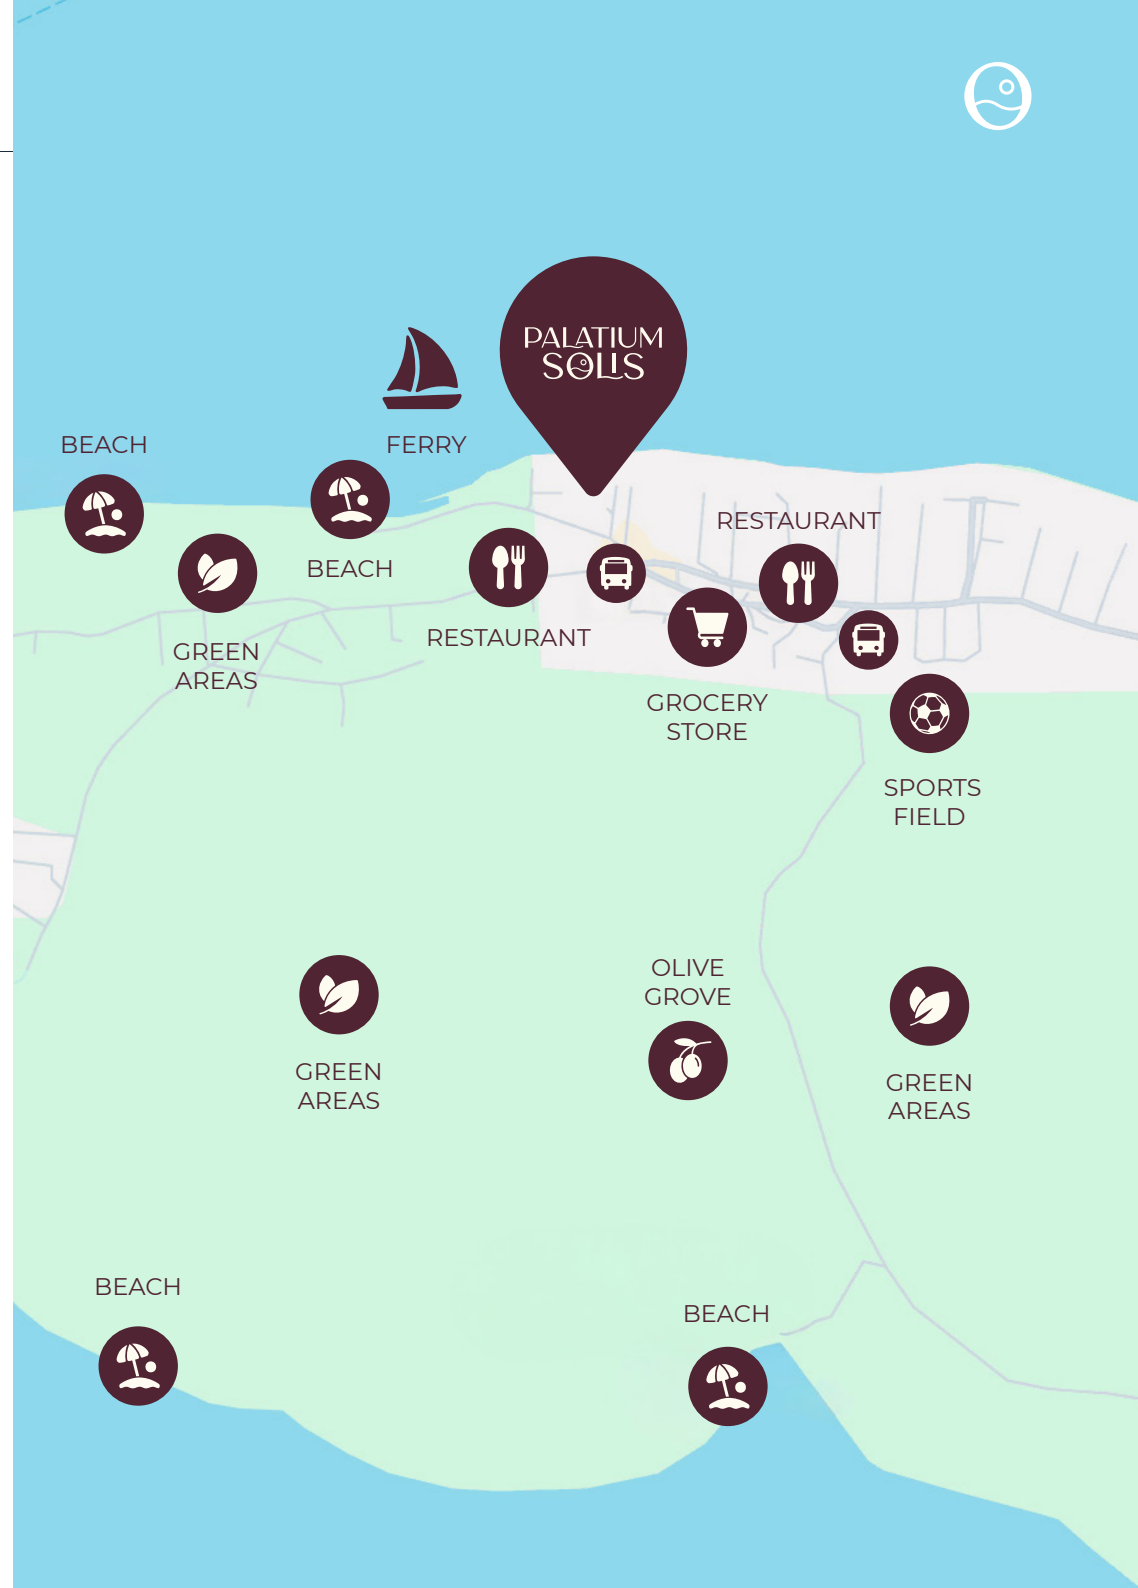 PALATIUM
SOLIS
FERRY
BEACH
BEACH
RESTAURANT
GREEN
AREAS
RESTAURANT
GROCERY
STORE
SPORTS
FIELD
OLIVE
GROVE
GREEN
AREAS
GREEN
AREAS
BEACH
BEACH